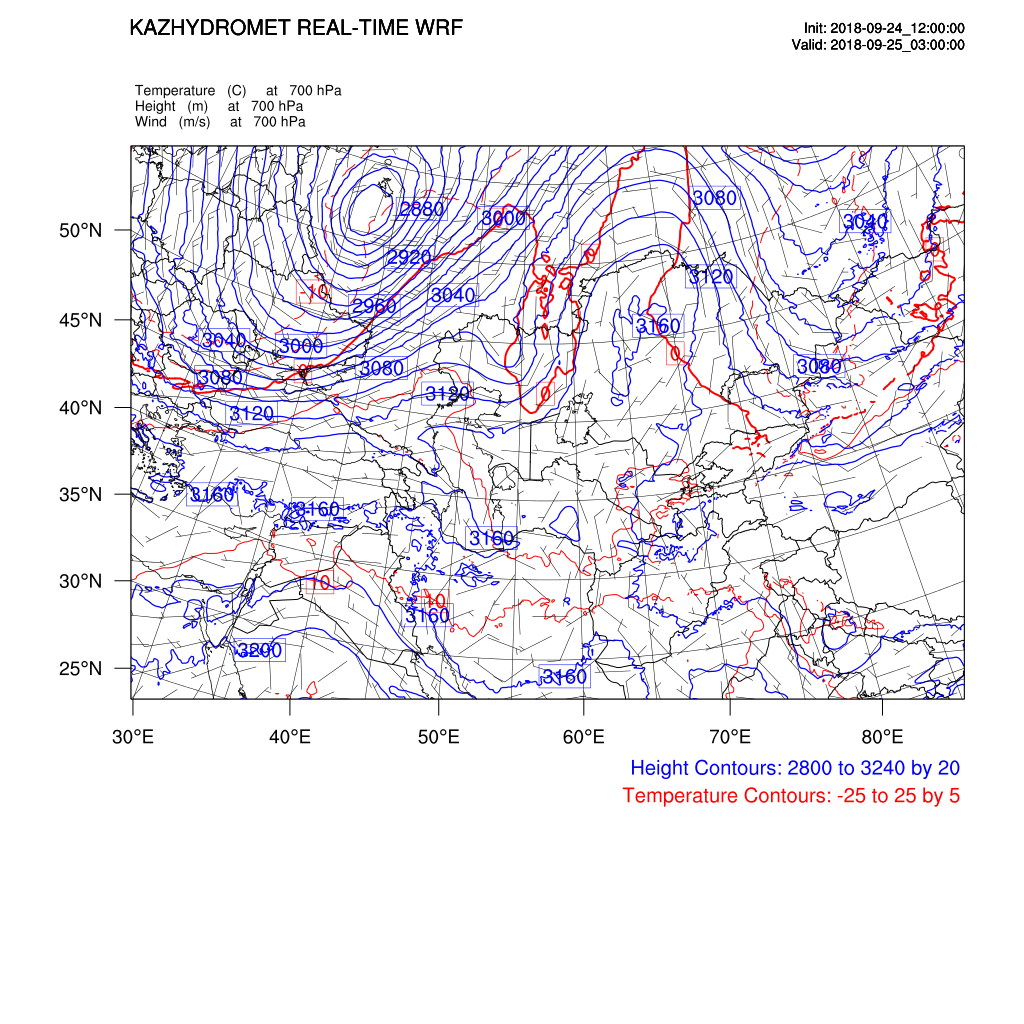 KAZHYDROMET REAL-TIME WRF
Init: 2018-09-24_12:00:00
Valid: 2018-09-25_03:00:00
Temperature (C) at 700 hPa
Height (m) at 700 hPa
Wind (m/s) at 700 hPa
3080
2880
3000
3040
50°N
2920
3120
-10
3040
2960
45°N
3160
3040
3000
0
3080
3080
3080
0
3120
0
40°N
3120
3160
35°N
3160
3160
30°N
10
10
3160
3200
25°N
3160
30°E 40°E 50°E 60°E 70°E 80°E
Height Contours: 2800 to 3240 by 20
Temperature Contours: -25 to 25 by 5